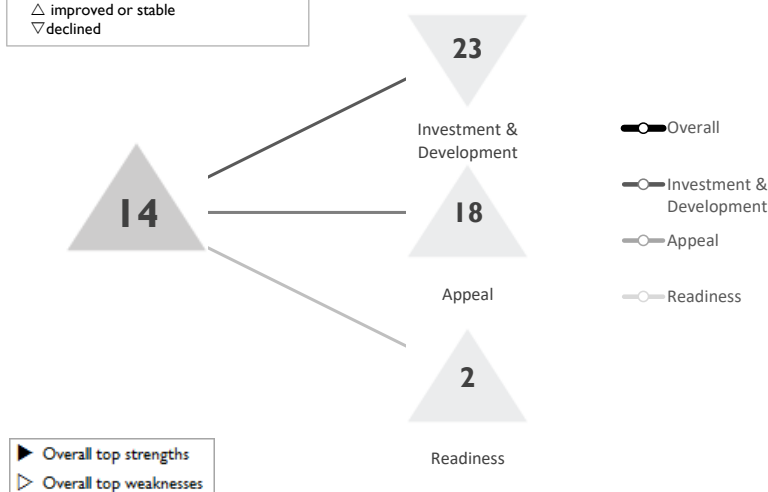 △ improved or stable
▽ declined
23
Investment &
Development
14
18
Appeal
2
Readiness
Overall
Investment &
Development
Appeal
Readiness
▶ Overall top strengths
▷ Overall top weaknesses